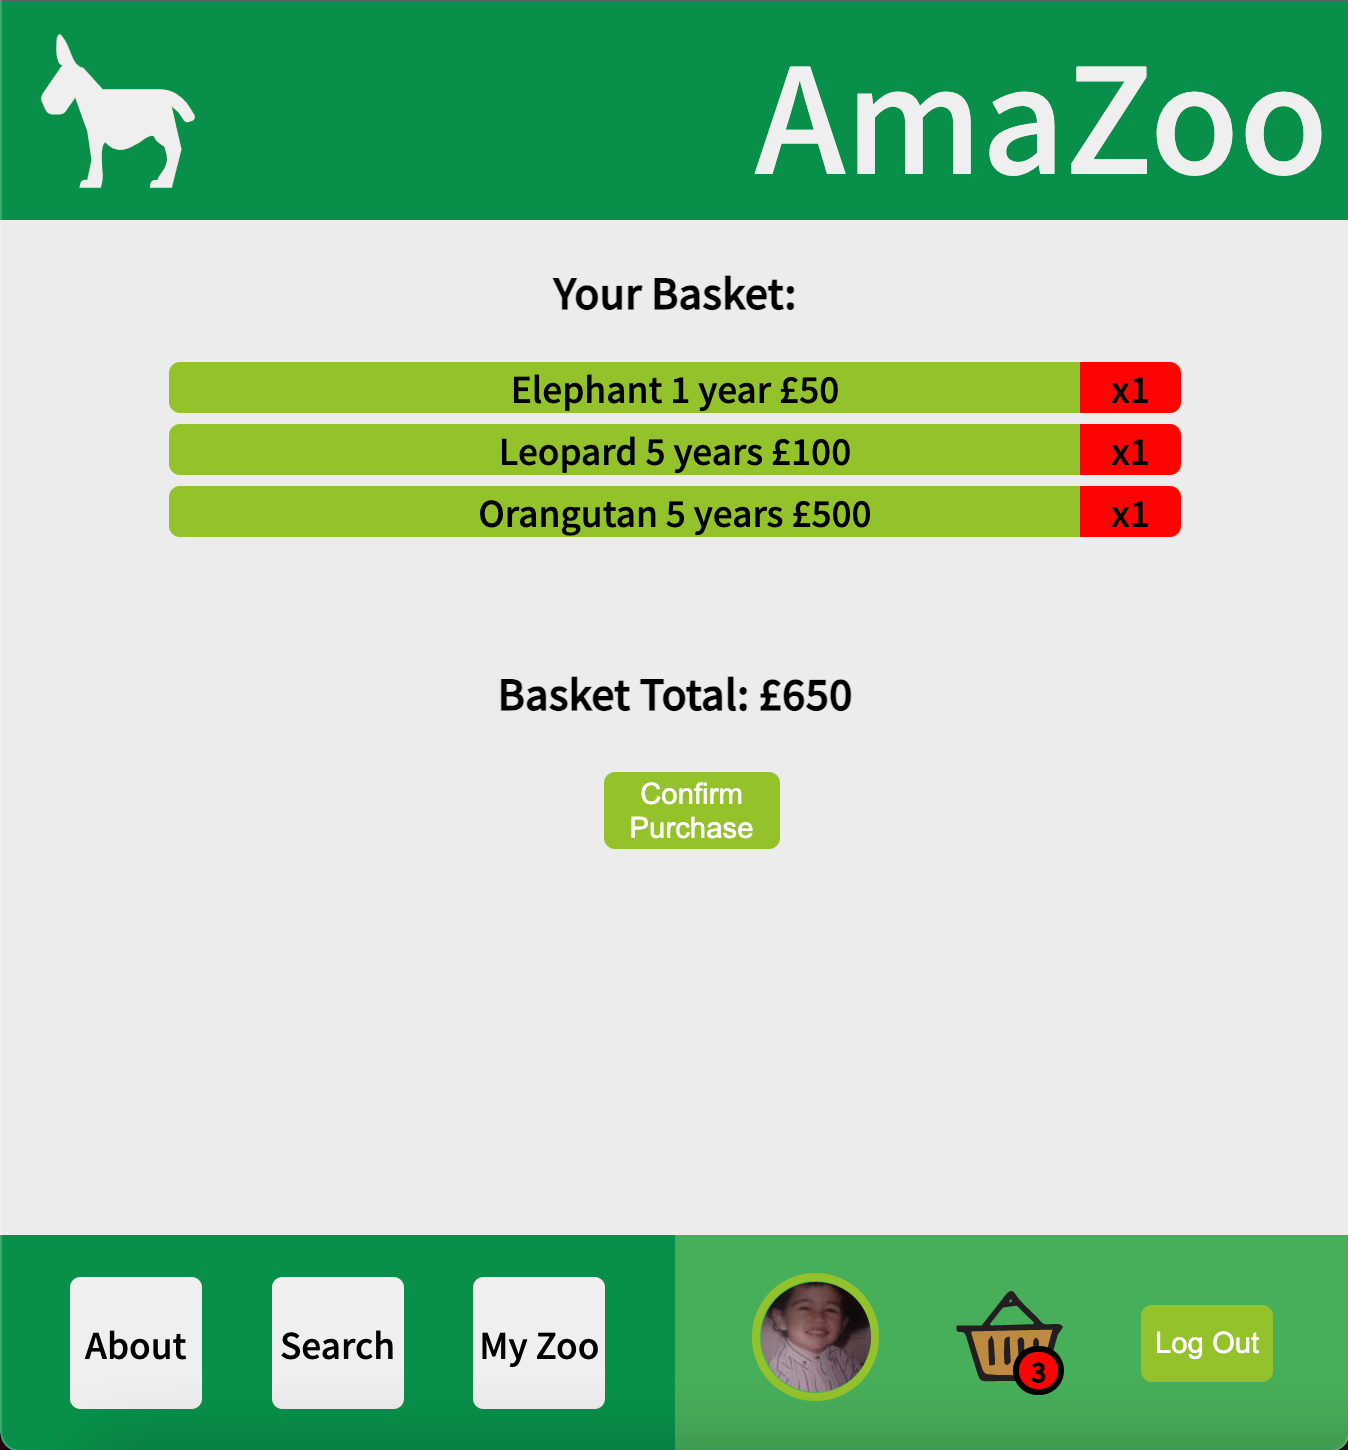 AmaZoo
Your Basket:
Elephant 1 year £50 x1
Leopard 5 years £100 x1
Orangutan 5 years £500 x1
Basket Total: £650
Confirm
Purchase
About Search My Zoo 3 Log Out